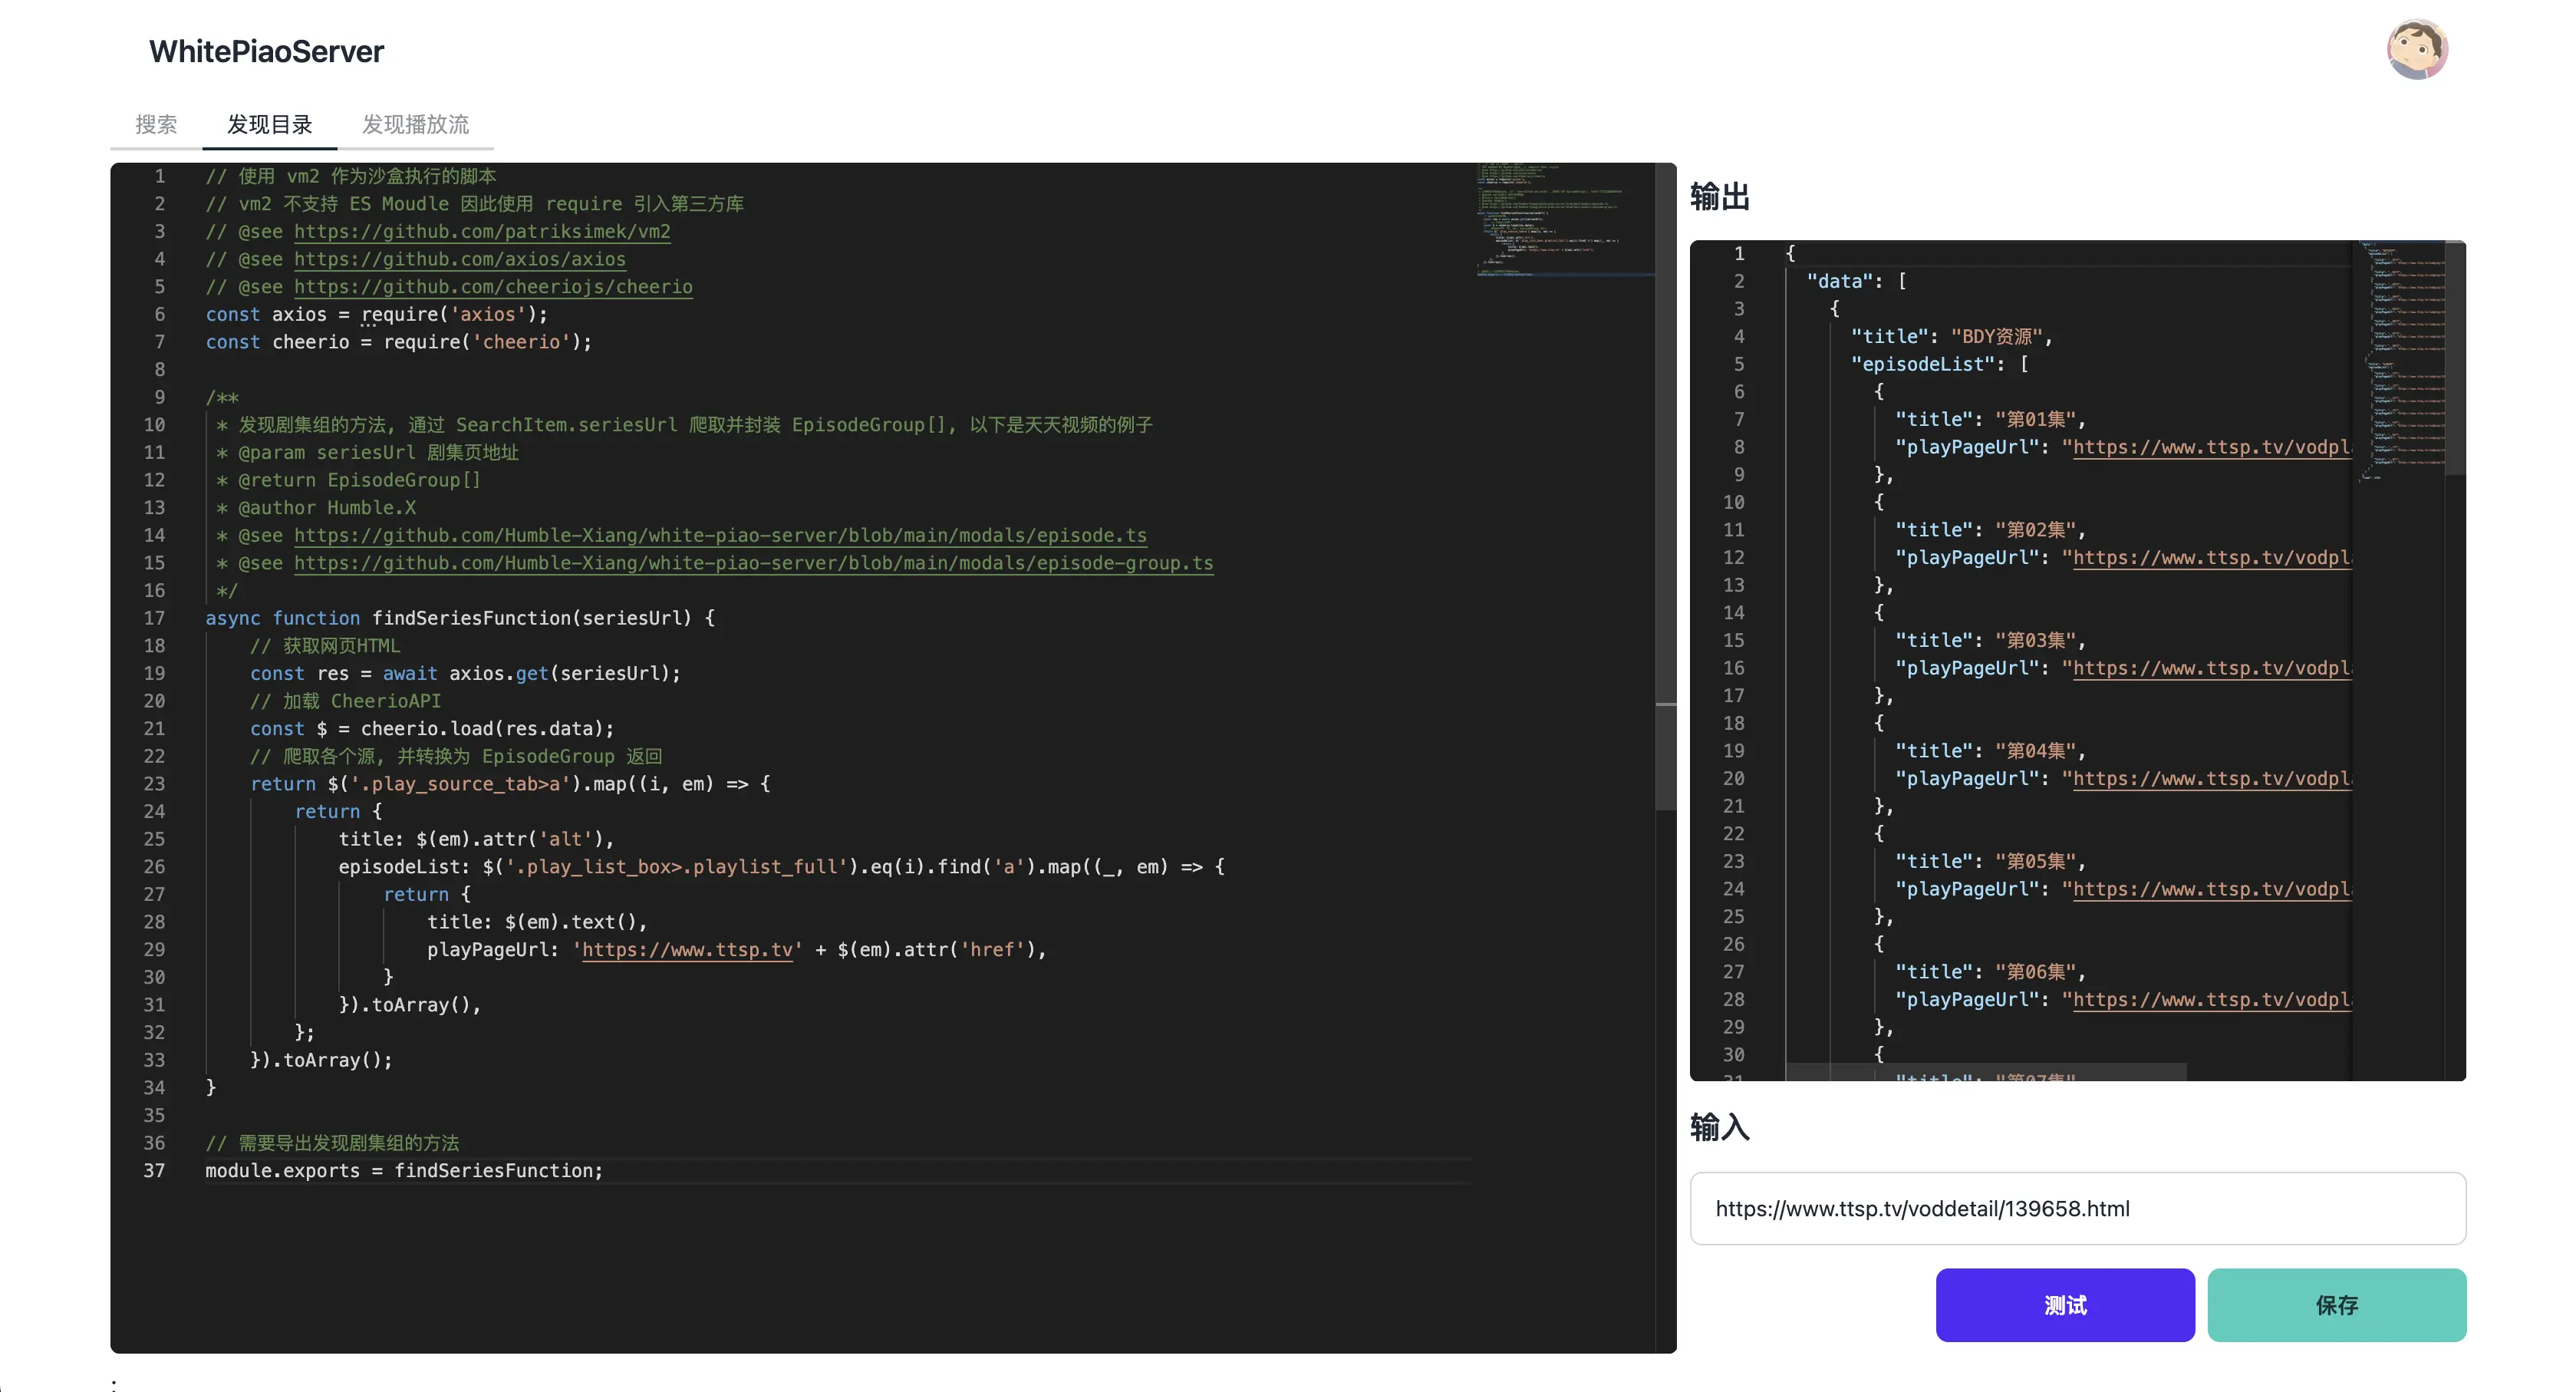 WhitePiaoServer
搜索 发现目录 发现播放流
1 // 使用 vm2 作为沙盒执行的脚本
2 // vm2 不支持 ES Moudle 因此使用 require 引入第三方库
3 // @see https://github.com/patriksimek/vm2
4 // @see https://github.com/axios/axios
5 // @see https://github.com/cheeriojs/cheerio
6 const axios = require('axios');
7 const cheerio = require('cheerio');
8
9 /**
10 * 发现剧集组的方法, 通过 SearchItem.seriesUrl 爬取并封装 EpisodeGroup[], 以下是天天视频的例子
11 * @param seriesUrl 剧集页地址
12 * @return EpisodeGroup[]
13 * @author Humble.X
14 * @see https://github.com/Humble-Xiang/white-piao-server/blob/main/modals/episode.ts
15 * @see https://github.com/Humble-Xiang/white-piao-server/blob/main/modals/episode-group.ts
16 */
17 async function findSeriesFunction(seriesUrl) {
18 // 获取网页HTML
19 const res = await axios.get(seriesUrl);
20 // 加载 CheerioAPI
21 const $ = cheerio.load(res.data);
22 // 爬取各个源, 并转换为 EpisodeGroup 返回
23 return $('.play_source_tab>a').map((i, em) => {
24 return {
25 title: $(em).attr('alt'),
26 episodeList: $('.play_list_box>.playlist_full').eq(i).find('a').map((_, em) => {
27 return {
28 title: $(em).text(),
29 playPageUrl: 'https://www.ttsp.tv' + $(em).attr('href'),
30 }
31 }).toArray(),
32 };
33 }).toArray();
34 }
35
36 // 需要导出发现剧集组的方法
37 module.exports = findSeriesFunction;
输出
1 {
2 "data": [
3 {
4 "title": "BDY资源",
5 "episodeList": [
6 {
7 "title": "第01集",
8 "playPageUrl": "https://www.ttsp.tv/vodpl
9 },
10 {
11 "title": "第02集",
12 "playPageUrl": "https://www.ttsp.tv/vodpl
13 },
14 {
15 "title": "第03集",
16 "playPageUrl": "https://www.ttsp.tv/vodpl
17 },
18 {
19 "title": "第04集",
20 "playPageUrl": "https://www.ttsp.tv/vodpl
21 },
22 {
23 "title": "第05集",
24 "playPageUrl": "https://www.ttsp.tv/vodpl
25 },
26 {
27 "title": "第06集",
28 "playPageUrl": "https://www.ttsp.tv/vodpl
29 },
30 {
31 "title": "第07集"
输入
https://www.ttsp.tv/voddetail/139658.html
测试 保存